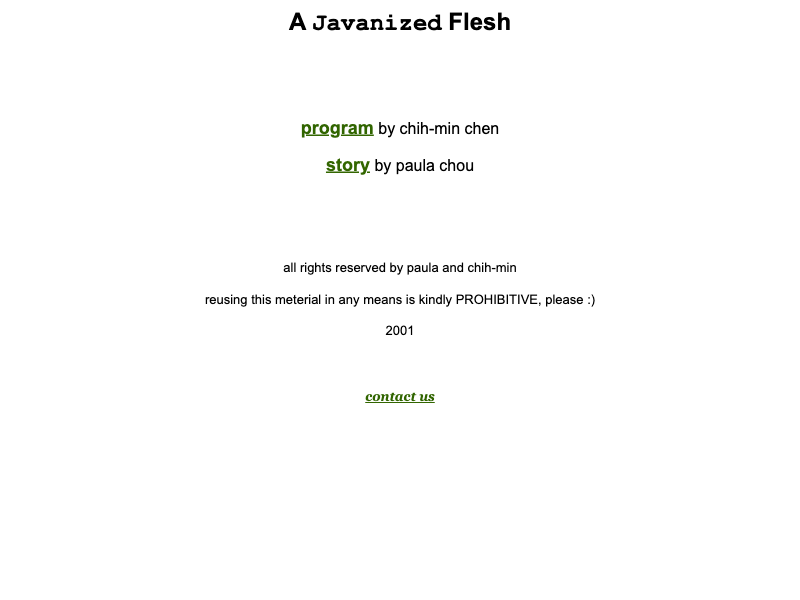 A Javanized Flesh
program by chih-min chen
story by paula chou
all rights reserved by paula and chih-min
reusing this meterial in any means is kindly PROHIBITIVE, please :)
2001
contact us